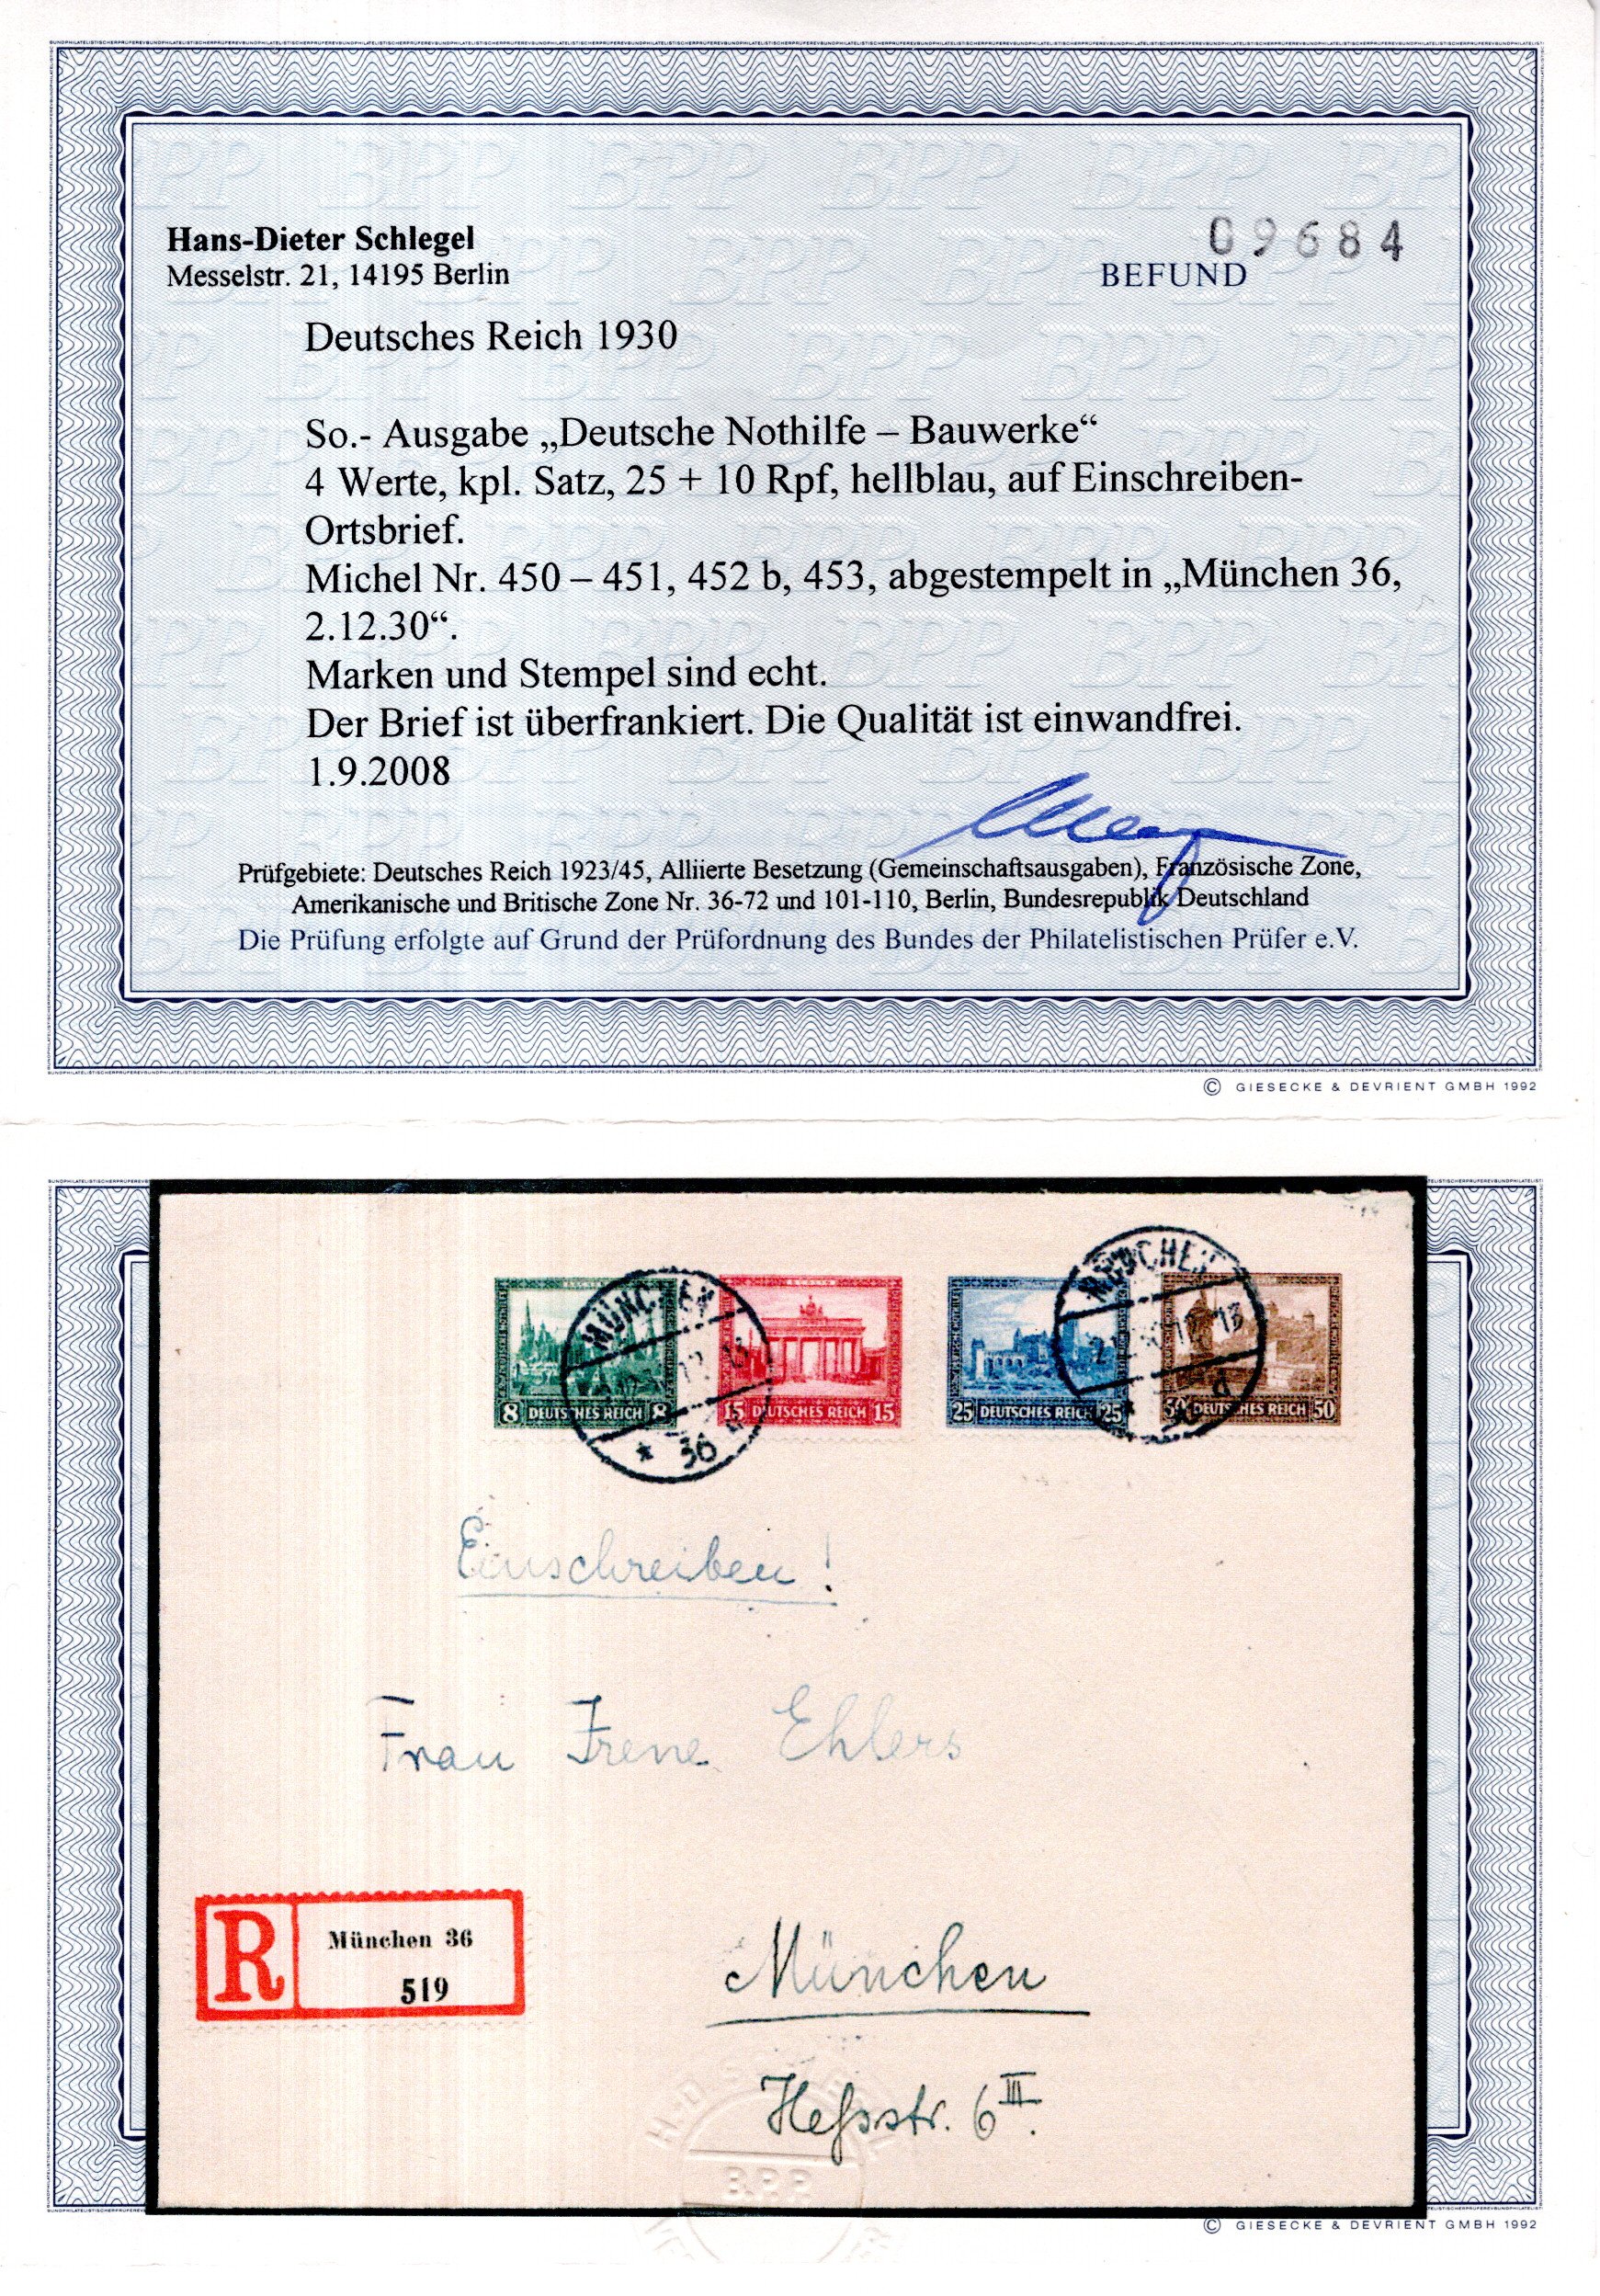 Hans-Dieter Schlegel
Messelstr. 21, 14195 Berlin
09684
BEFUND
Deutsches Reich 1930
So.- Ausgabe „Deutsche Nothilfe – Bauwerke“
4 Werte, kpl. Satz, 25 + 10 Rpf, hellblau, auf Einschreiben-
Ortsbrief.
Michel Nr. 450 – 451, 452 b, 453, abgestempelt in „München 36,
2.12.30“.
Marken und Stempel sind echt.
Der Brief ist überfrankiert. Die Qualität ist einwandfrei.
1.9.2008
Prüfgebiete: Deutsches Reich 1923/45, Alliierte Besetzung (Gemeinschaftsausgaben), Französische Zone,
Amerikanische und Britische Zone Nr. 36-72 und 101-110, Berlin, Bundesrepublik Deutschland
Die Prüfung erfolgte auf Grund der Prüfordnung des Bundes der Philatelistischen Prüfer e.V.
© GIESECKE & DEVRIENT GMBH 1992
MÜNCHEN
* 36
MÜNCHEN
d
8 DEUTSCHES REICH 8
15 DEUTSCHES REICH 15
25 DEUTSCHES REICH 25
50 DEUTSCHES REICH 50
Einschreiben!
Frau Irene Ehlers
R
München 36
519
München
Heßstr. 6 III.
B.P.P.
© GIESECKE & DEVRIENT GMBH 1992